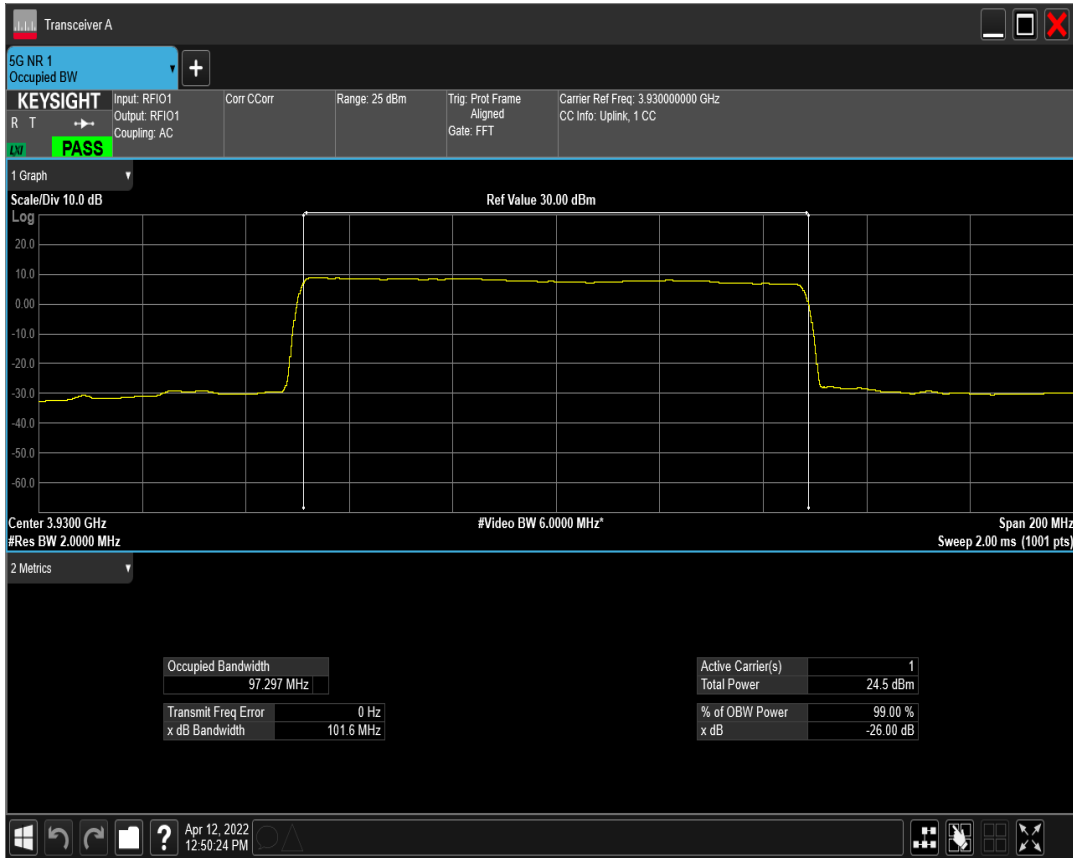 Transceiver A
5G NR 1
Occupied BW
KEYSIGHT
R T
LXI
PASS
Input: RFIO1
Output: RFIO1
Coupling: AC
Corr CCorr
Range: 25 dBm
Trig: Prot Frame
Aligned
Gate: FFT
Carrier Ref Freq: 3.930000000 GHz
CC Info: Uplink, 1 CC
1 Graph
Scale/Div 10.0 dB
Ref Value 30.00 dBm
Log
20.0
10.0
0.00
-10.0
-20.0
-30.0
-40.0
-50.0
-60.0
Center 3.9300 GHz
#Video BW 6.0000 MHz*
Span 200 MHz
#Res BW 2.0000 MHz
Sweep 2.00 ms (1001 pts)
2 Metrics
Occupied Bandwidth
97.297 MHz
Transmit Freq Error 0 Hz
x dB Bandwidth 101.6 MHz
Active Carrier(s) 1
Total Power 24.5 dBm
% of OBW Power 99.00 %
x dB -26.00 dB
?
Apr 12, 2022
12:50:24 PM